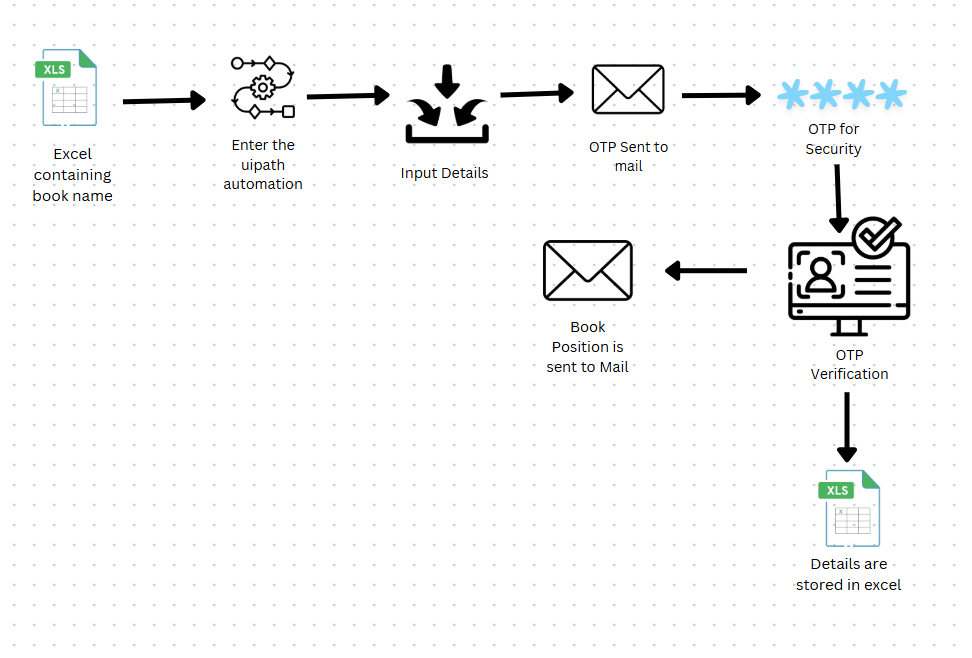 XLS
Excel
containing
book name
Enter the
uipath
automation
Input Details
OTP Sent to
mail
OTP for
Security
Book
Position is
sent to Mail
OTP
Verification
XLS
Details are
stored in excel